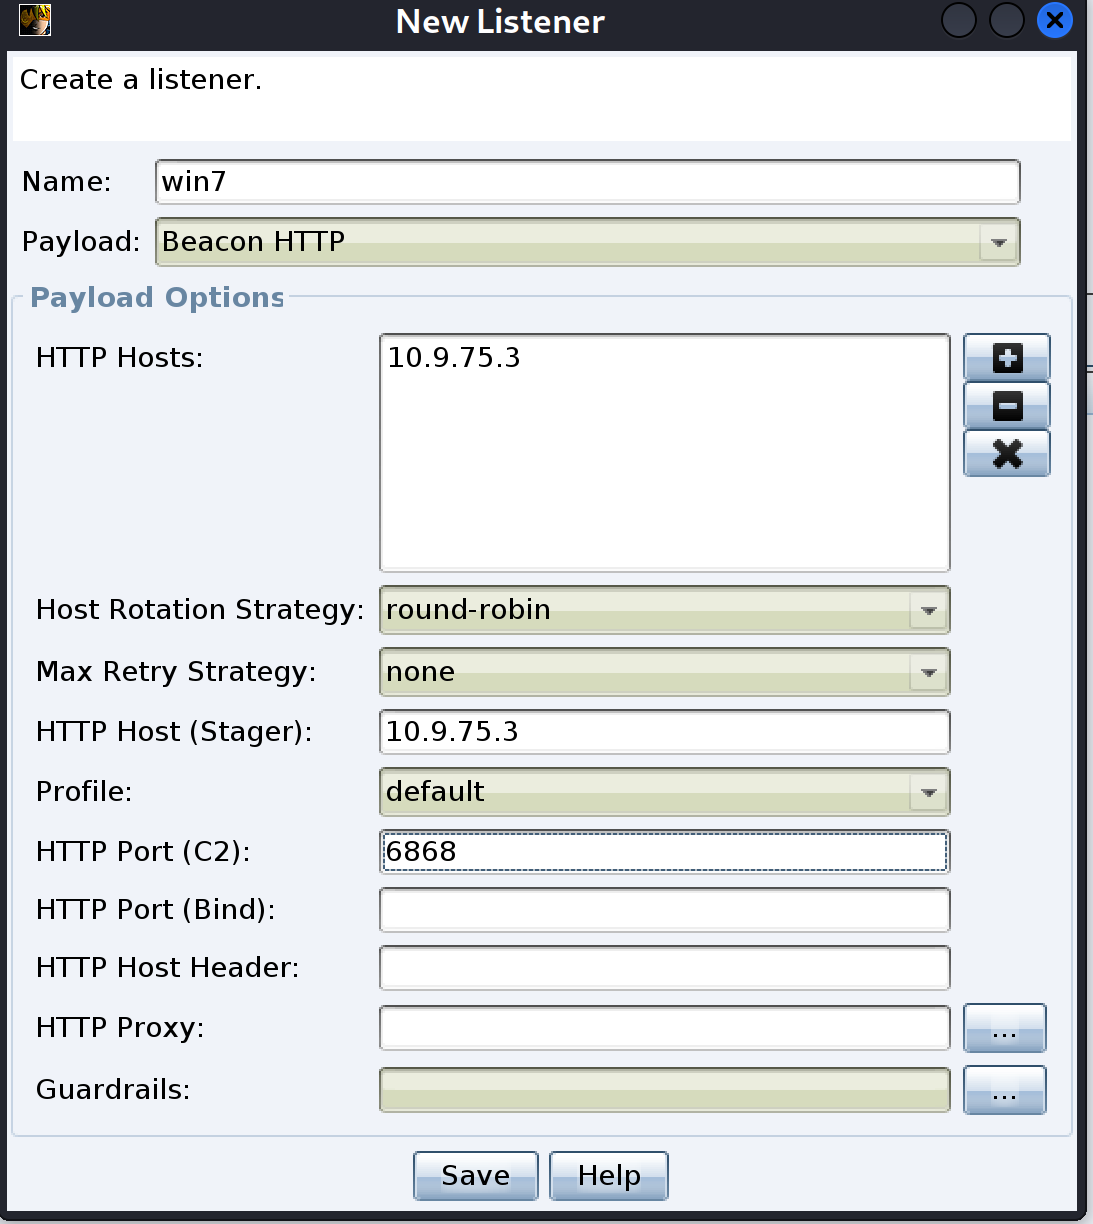 New Listener
Create a listener.
Name: win7
Payload: Beacon HTTP
Payload Options
HTTP Hosts: 10.9.75.3
Host Rotation Strategy: round-robin
Max Retry Strategy: none
HTTP Host (Stager): 10.9.75.3
Profile: default
HTTP Port (C2): 6868
HTTP Port (Bind):
HTTP Host Header:
HTTP Proxy: ...
Guardrails: ...
Save Help